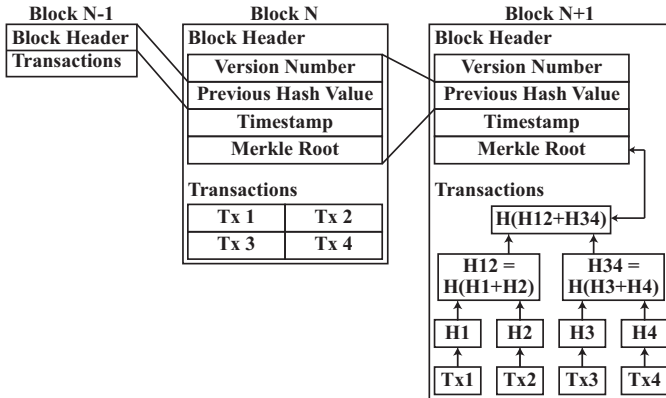 Block N-1
Block Header
Transactions
Block N
Block Header
Version Number
Previous Hash Value
Timestamp
Merkle Root
Transactions
Tx 1 Tx 2
Tx 3 Tx 4
Block N+1
Block Header
Version Number
Previous Hash Value
Timestamp
Merkle Root
Transactions
H(H12+H34)
H12 = H34 =
H(H1+H2) H(H3+H4)
H1 H2 H3 H4
Tx1 Tx2 Tx3 Tx4